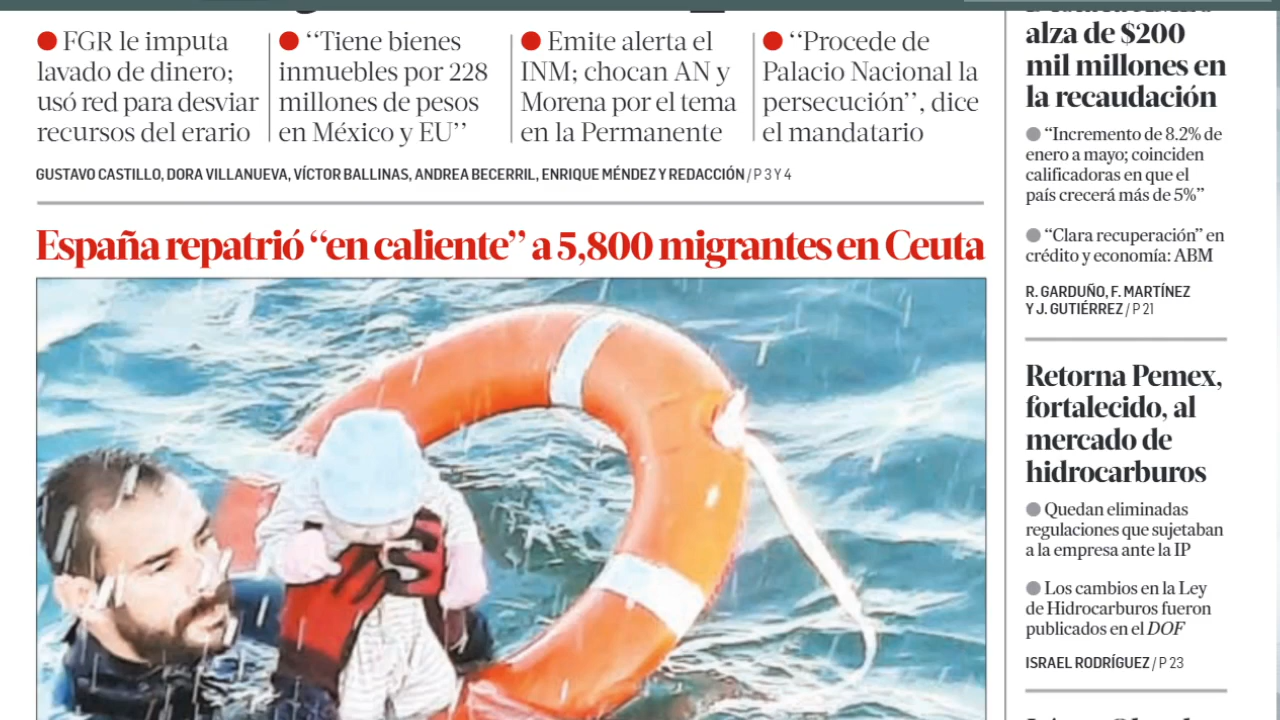 ● FGR le imputa
lavado de dinero;
usó red para desviar
recursos del erario
● “Tiene bienes
inmuebles por 228
millones de pesos
en México y EU”
● Emite alerta el
INM; chocan AN y
Morena por el tema
en la Permanente
● “Procede de
Palacio Nacional la
persecución”, dice
el mandatario
GUSTAVO CASTILLO, DORA VILLANUEVA, VÍCTOR BALLINAS, ANDREA BECERRIL, ENRIQUE MÉNDEZ Y REDACCIÓN / P 3 Y 4
España repatrió “en caliente” a 5,800 migrantes en Ceuta
alza de $200
mil millones en
la recaudación
● “Incremento de 8.2% de
enero a mayo; coinciden
calificadoras en que el
país crecerá más de 5%”
● “Clara recuperación” en
crédito y economía: ABM
R. GARDUÑO, F. MARTÍNEZ
Y J. GUTIÉRREZ / P 21
Retorna Pemex,
fortalecido, al
mercado de
hidrocarburos
● Quedan eliminadas
regulaciones que sujetaban
a la empresa ante la IP
● Los cambios en la Ley
de Hidrocarburos fueron
publicados en el DOF
ISRAEL RODRÍGUEZ / P 23